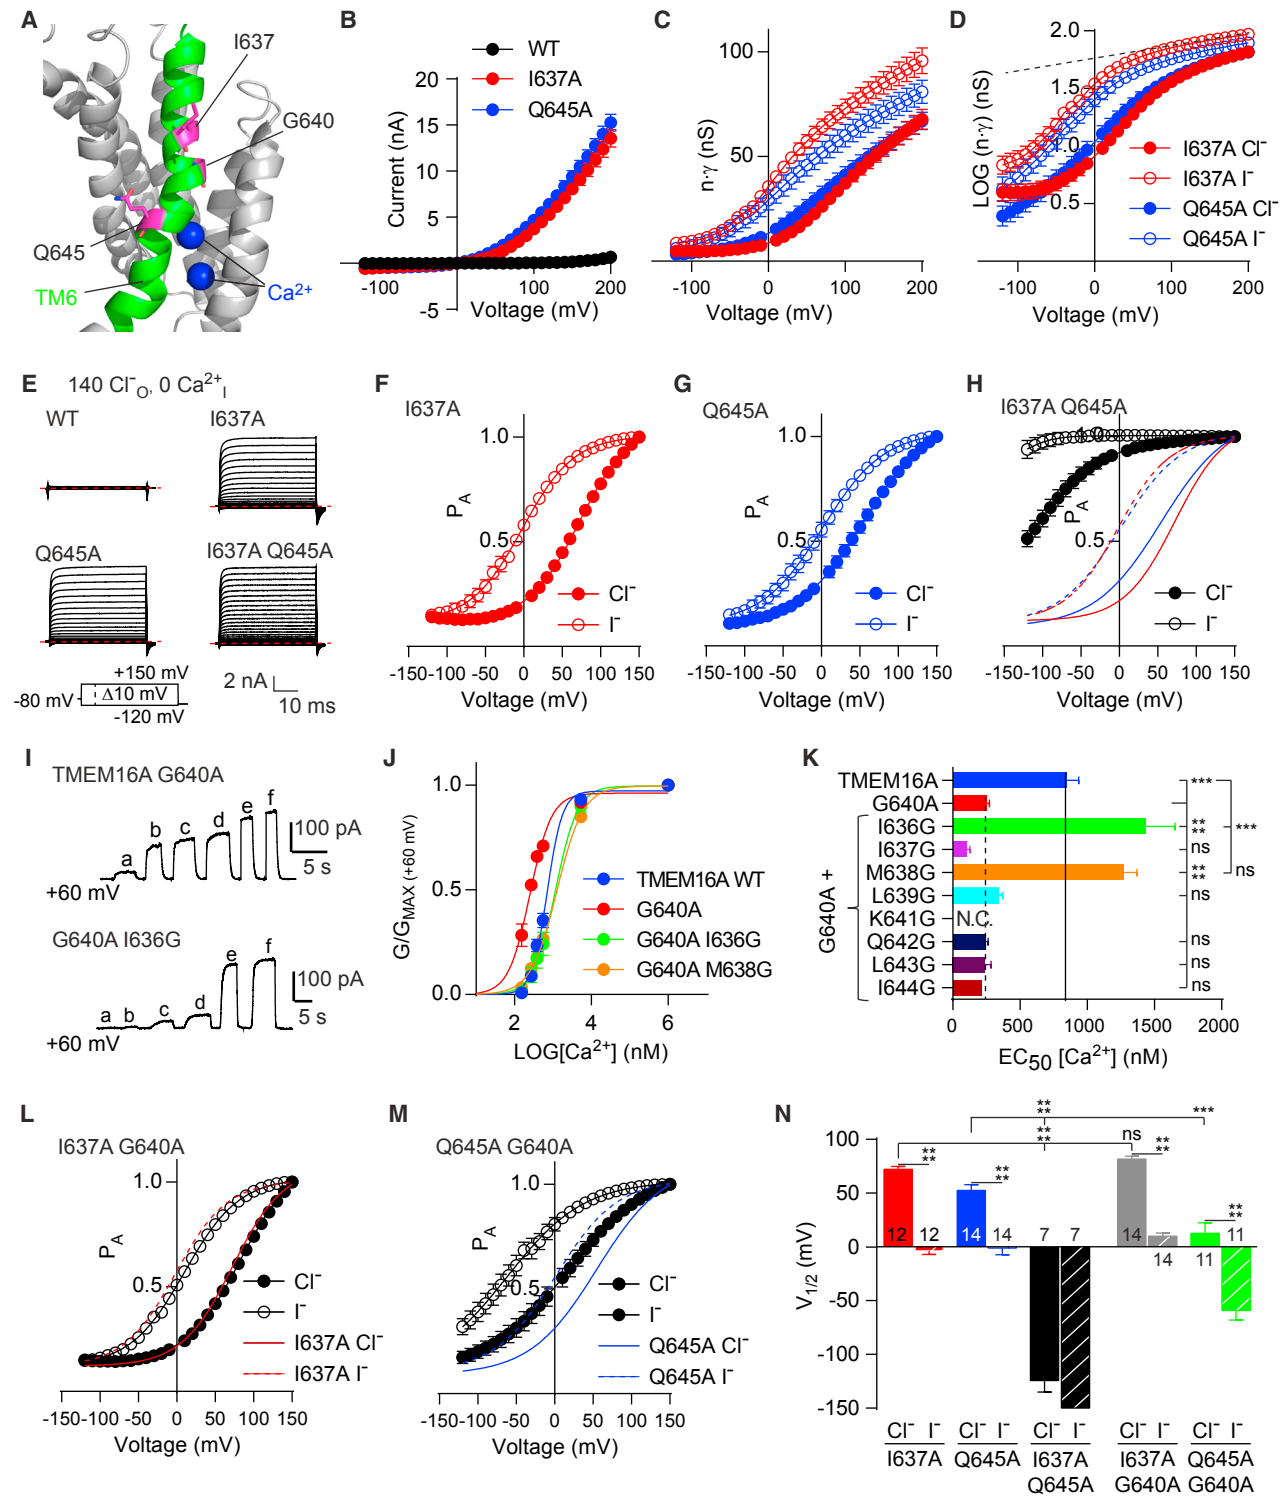 A
I637
G640
Q645
TM6
Ca2+
B
WT
I637A
Q645A
20
15
10
5
-5
Current (nA)
-100
100
200
Voltage (mV)
C
100
50
n·γ (nS)
-100
0
100
200
Voltage (mV)
D
2.0
1.5
1.0
0.5
LOG (n·γ) (nS)
I637A Cl-
I637A I-
Q645A Cl-
Q645A I-
-100
0
100
200
Voltage (mV)
E
140 Cl-O, 0 Ca2+I
WT
I637A
Q645A
I637A Q645A
+150 mV
-80 mV
Δ10 mV
-120 mV
2 nA
10 ms
F
I637A
1.0
PA
0.5
Cl-
I-
-150 -100 -50 0 50 100 150
Voltage (mV)
G
Q645A
1.0
PA
0.5
Cl-
I-
-150 -100 -50 0 50 100 150
Voltage (mV)
H
I637A Q645A
1.0
PA
0.5
Cl-
I-
-150 -100 -50 0 50 100 150
Voltage (mV)
I
TMEM16A G640A
a b c d e f
100 pA
5 s
+60 mV
G640A I636G
a b c d e f
100 pA
5 s
+60 mV
J
1.0
0.5
0.0
G/GMAX (+60 mV)
TMEM16A WT
G640A
G640A I636G
G640A M638G
2
4
6
LOG[Ca2+] (nM)
K
TMEM16A
***
G640A
G640A +
I636G
****
***
I637G
ns
M638G
****
ns
L639G
ns
K641G
N.C.
Q642G
ns
L643G
ns
I644G
ns
0
500
1000
1500
2000
EC50 [Ca2+] (nM)
L
I637A G640A
1.0
PA
0.5
Cl-
I-
I637A Cl-
I637A I-
-150 -100 -50 0 50 100 150
Voltage (mV)
M
Q645A G640A
1.0
PA
0.5
Cl-
I-
Q645A Cl-
Q645A I-
-150 -100 -50 0 50 100 150
Voltage (mV)
N
****
***
****
ns
****
****
****
****
100
50
0
-50
-100
-150
V1/2 (mV)
12 12 14 14 7 7 14 14 11 11
Cl- I- Cl- I- Cl- I- Cl- I- Cl- I-
I637A Q645A I637A I637A Q645A
Q645A G640A G640A